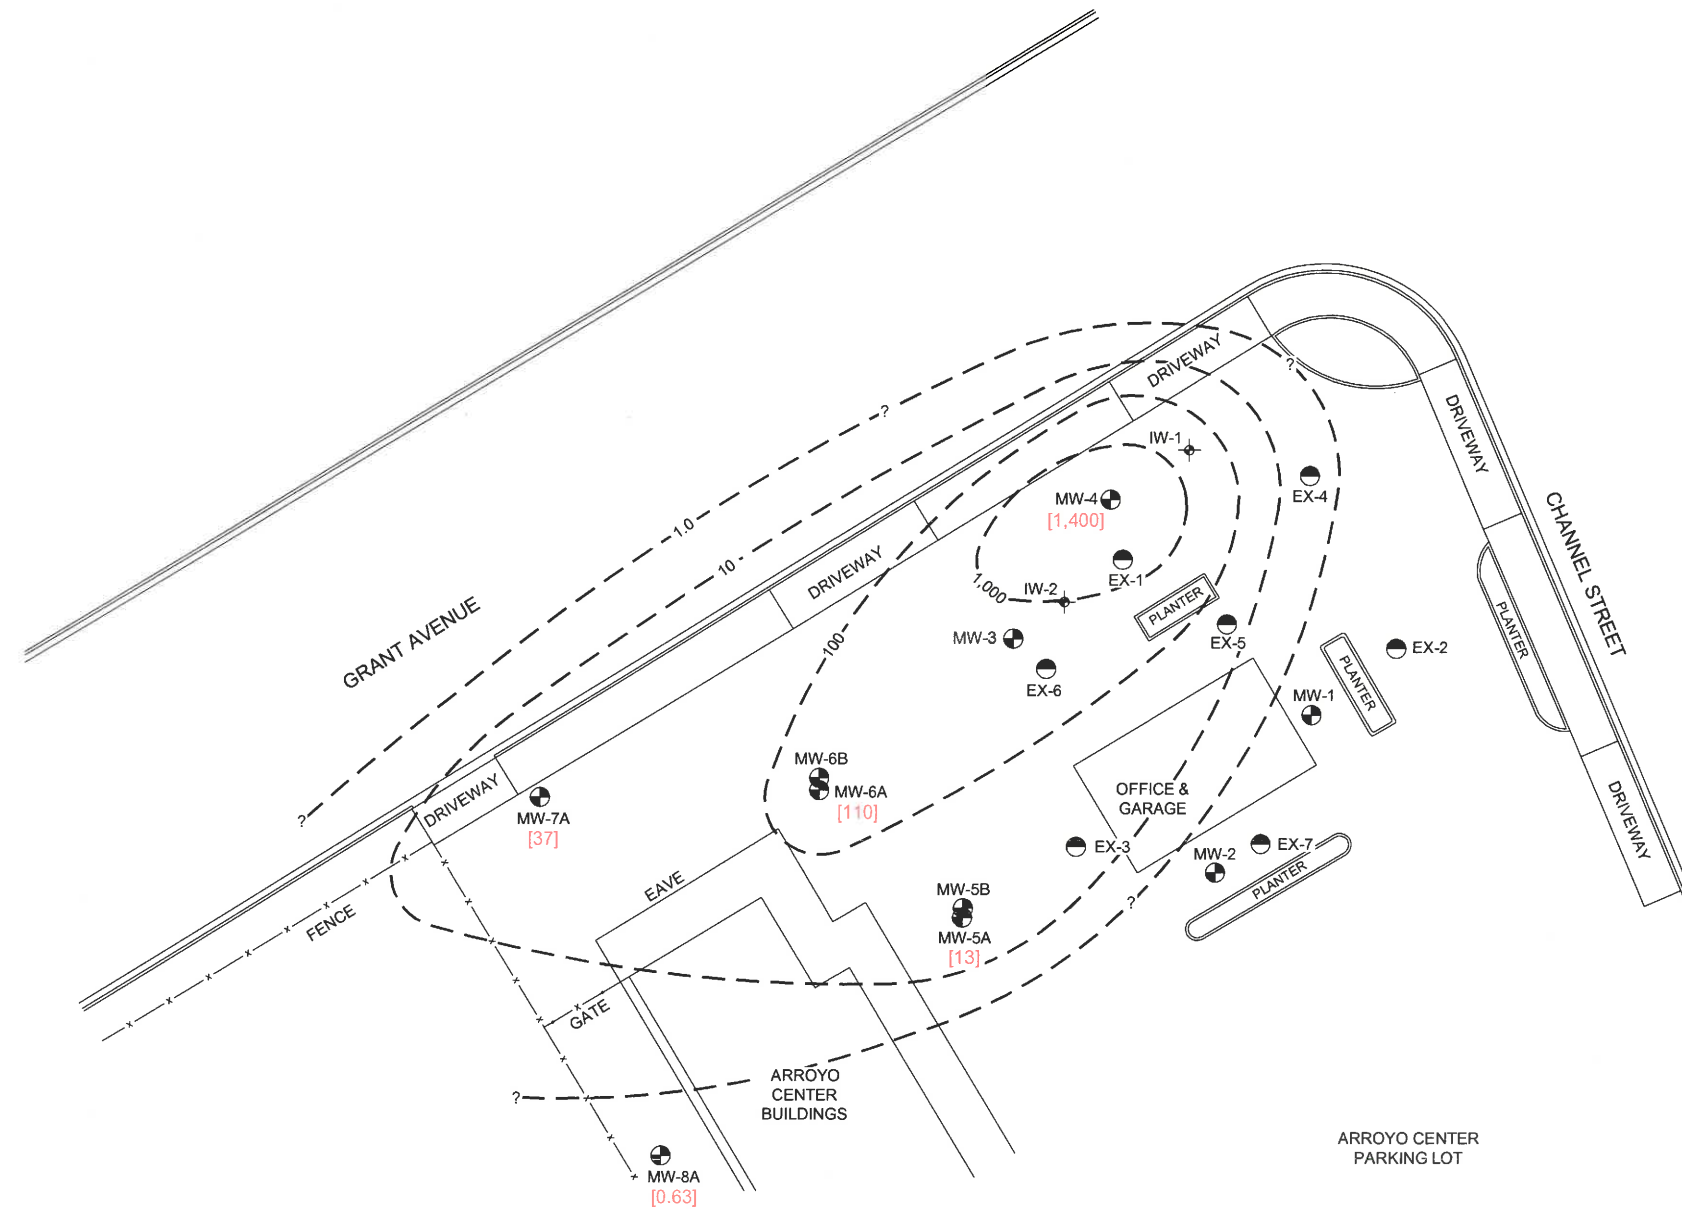 DRIVEWAY
?
DRIVEWAY
?
IW-1
MW-4
[1,400]
EX-4
CHANNEL STREET
1.0
10
DRIVEWAY
EX-1
1,000
IW-2
PLANTER
GRANT AVENUE
MW-3
100
EX-5
EX-6
PLANTER
EX-2
PLANTER
MW-1
MW-6B
MW-6A
[110]
OFFICE &
GARAGE
DRIVEWAY
DRIVEWAY
?
MW-7A
[37]
EX-3
EX-7
MW-2
PLANTER
EAVE
MW-5B
MW-5A
[13]
?
FENCE
GATE
ARROYO
CENTER
BUILDINGS
?
ARROYO CENTER
PARKING LOT
MW-8A
[0.63]